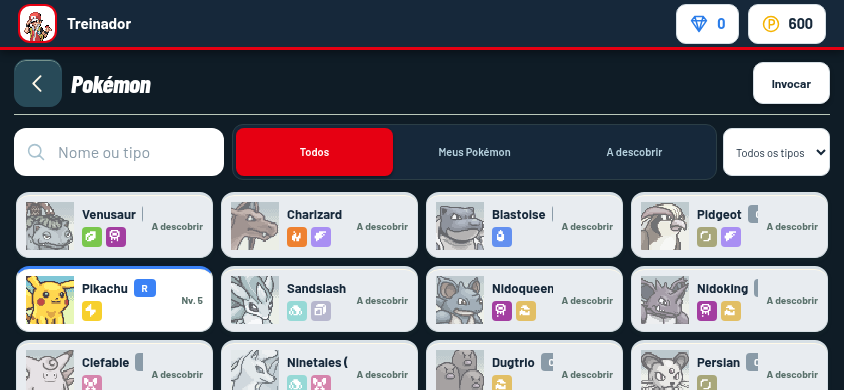 Treinador
0
600
Pokémon
Invocar
Nome ou tipo
Todos
Meus Pokémon
A descobrir
Todos os tipos
Venusaur
A descobrir
Charizard
A descobrir
Blastoise
A descobrir
Pidgeot
A descobrir
Pikachu R
Nv. 5
Sandslash
A descobrir
Nidoqueen
A descobrir
Nidoking
A descobrir
Clefable
A descobrir
Ninetales (
A descobrir
Dugtrio
A descobrir
Persian
A descobrir